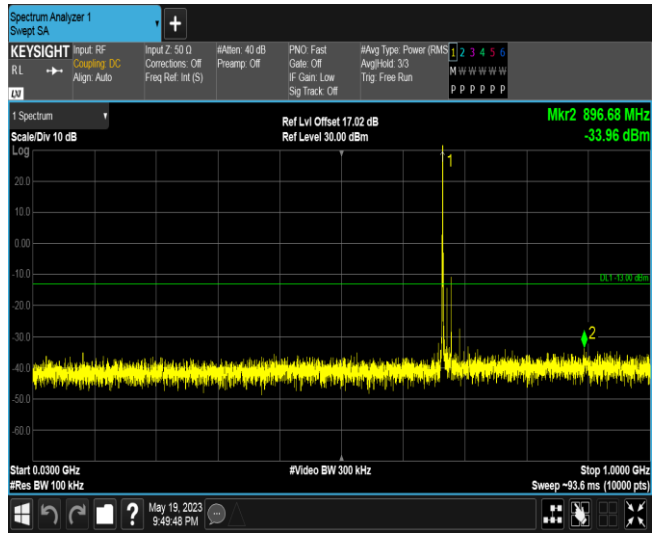 Spectrum Analyzer 1
Swept SA
+
KEYSIGHT Input: RF Input Z: 50 Ω #Atten: 40 dB PNO: Fast #Avg Type: Power (RMS 1 2 3 4 5 6
RL Coupling: DC Corrections: Off Preamp: Off Gate: Off Avg|Hold: 3/3 M W W W W W
Align: Auto Freq Ref: Int (S) IF Gain: Low Trig: Free Run
Sig Track: Off P P P P P P
LXI
1 Spectrum Ref Lvl Offset 17.02 dB Mkr2 896.68 MHz
Scale/Div 10 dB Ref Level 30.00 dBm -33.96 dBm
Log
1
20.0
10.0
0.00
-10.0
DL1 -13.00 dBm
-20.0
-30.0
2
-40.0
-50.0
-60.0
Start 0.0300 GHz #Video BW 300 kHz Stop 1.0000 GHz
#Res BW 100 kHz Sweep ~93.6 ms (10000 pts)
? May 19, 2023
9:49:48 PM